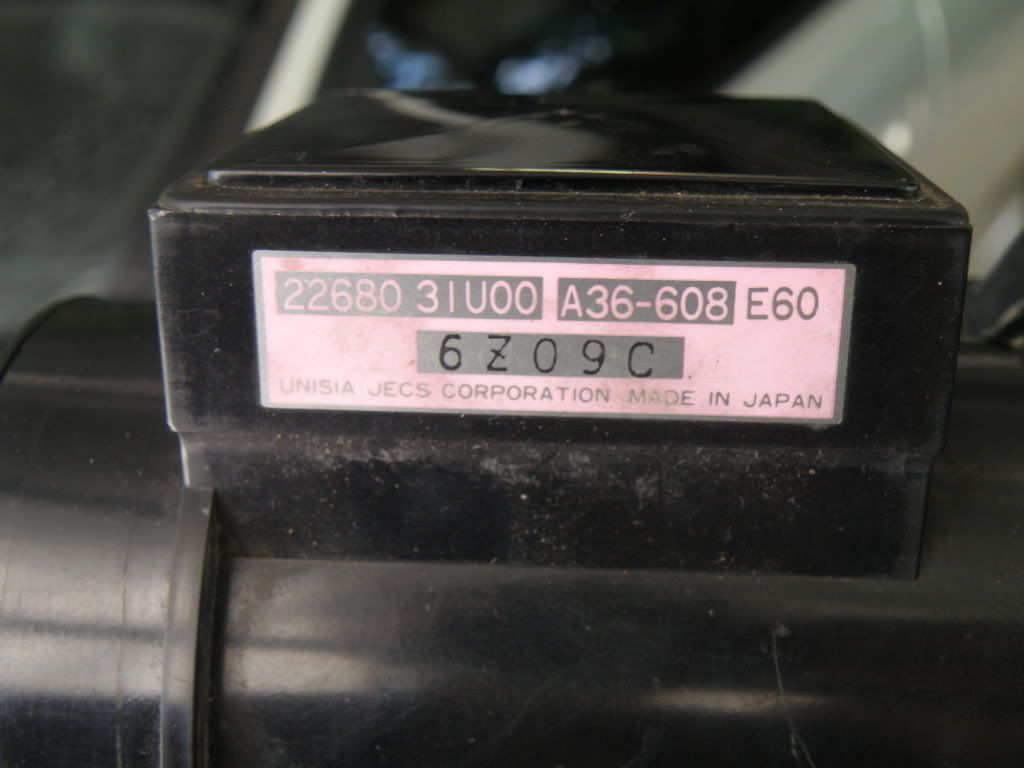 22680 31U00 A36-608 E60
6Z09C
UNISIA JECS CORPORATION MADE IN JAPAN